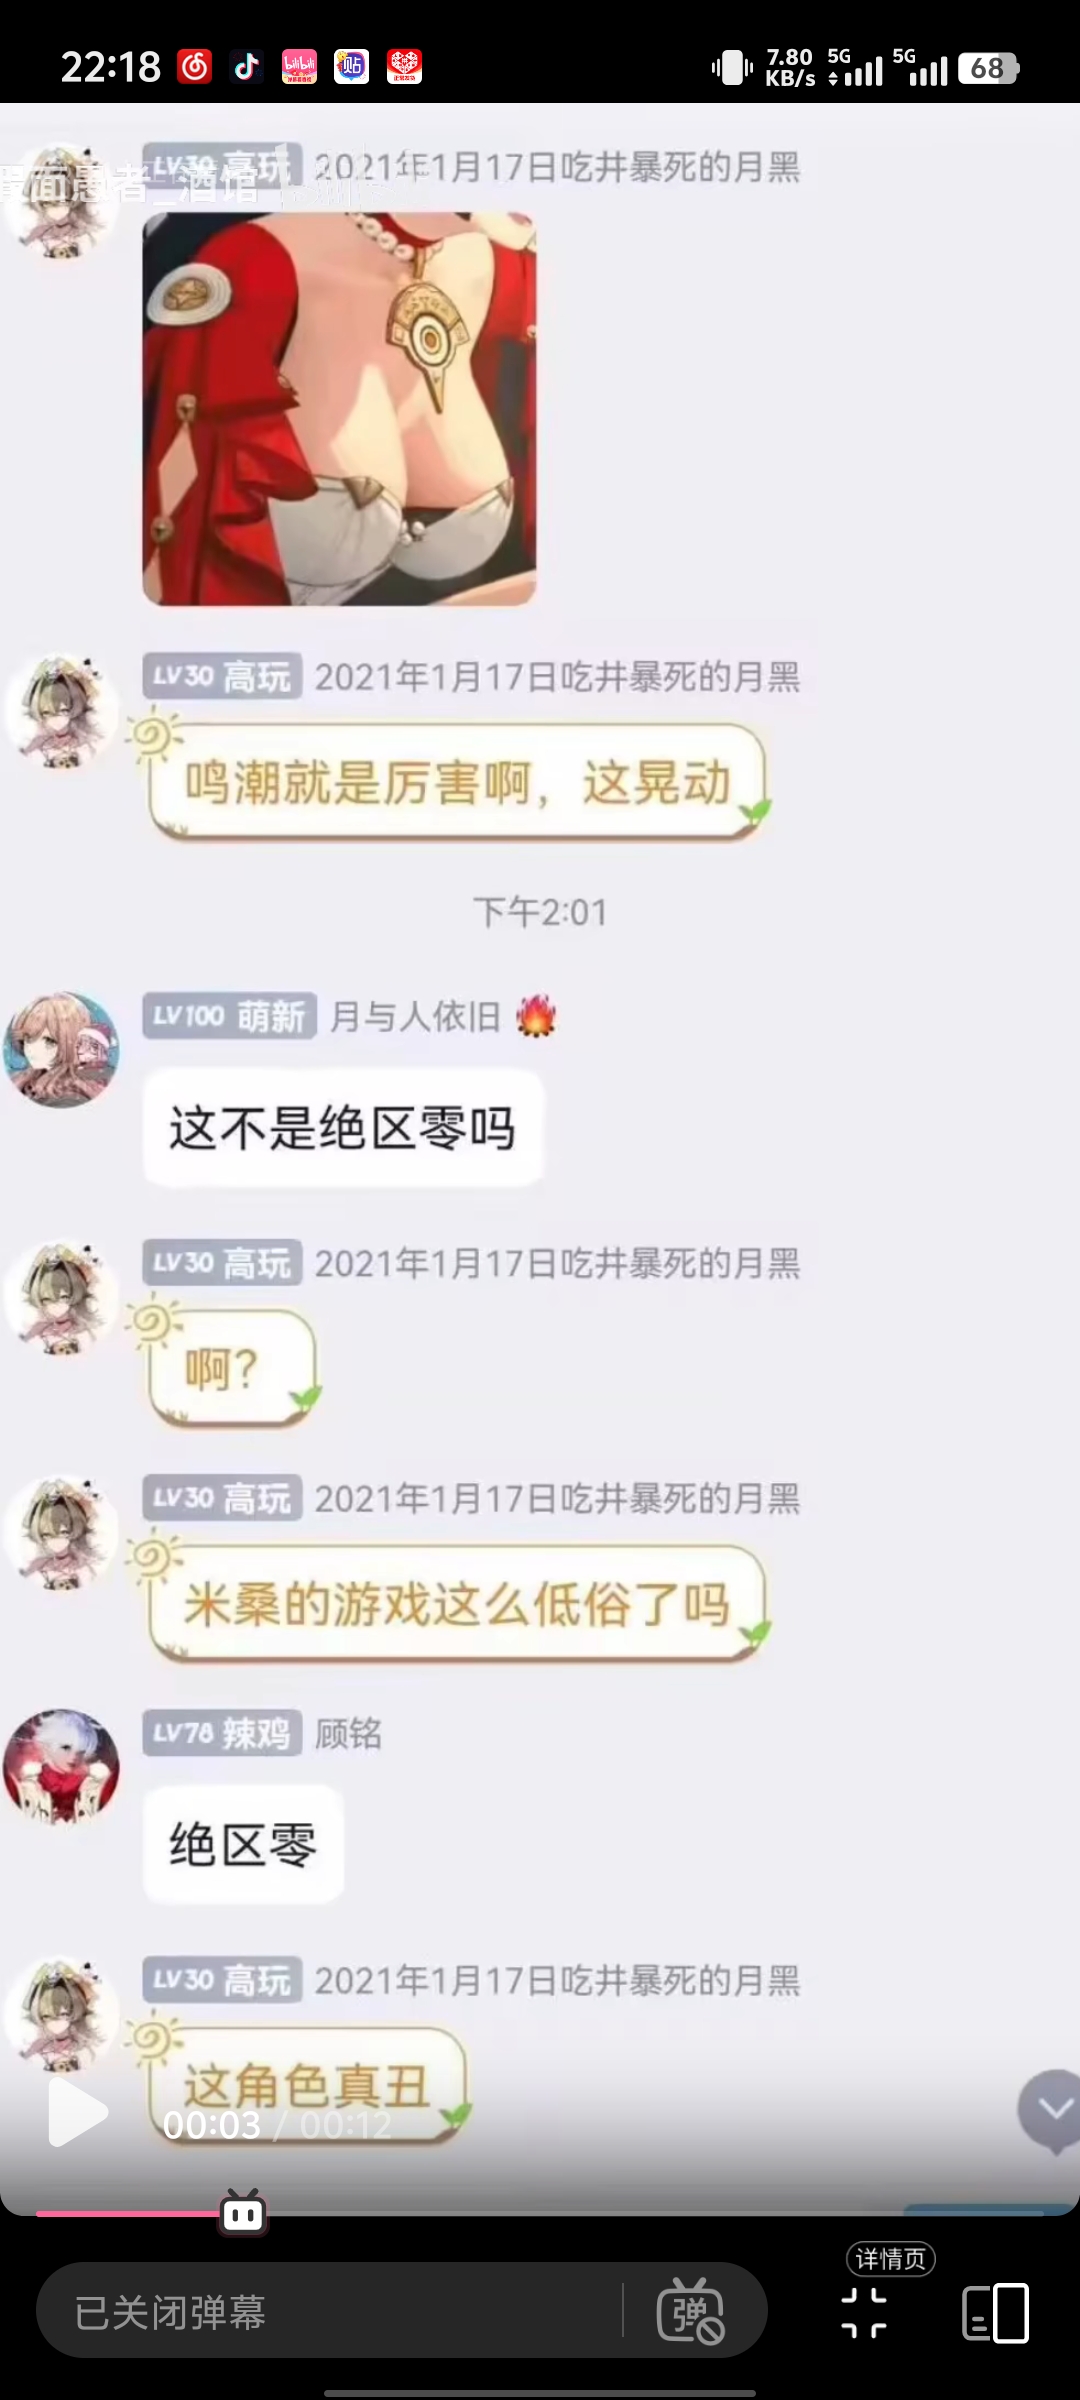 22:18
7.80
KB/s
5G
5G
68
LV30 高玩 2021年1月17日吃井暴死的月黑
假面愚者_酒馆
LV30 高玩 2021年1月17日吃井暴死的月黑
鸣潮就是厉害啊，这晃动
下午2:01
LV100 萌新 月与人依旧
这不是绝区零吗
LV30 高玩 2021年1月17日吃井暴死的月黑
啊？
LV30 高玩 2021年1月17日吃井暴死的月黑
米桑的游戏这么低俗了吗
LV78 辣鸡 顾铭
绝区零
LV30 高玩 2021年1月17日吃井暴死的月黑
这角色真丑
00:03 / 00:12
详情页
已关闭弹幕
弹